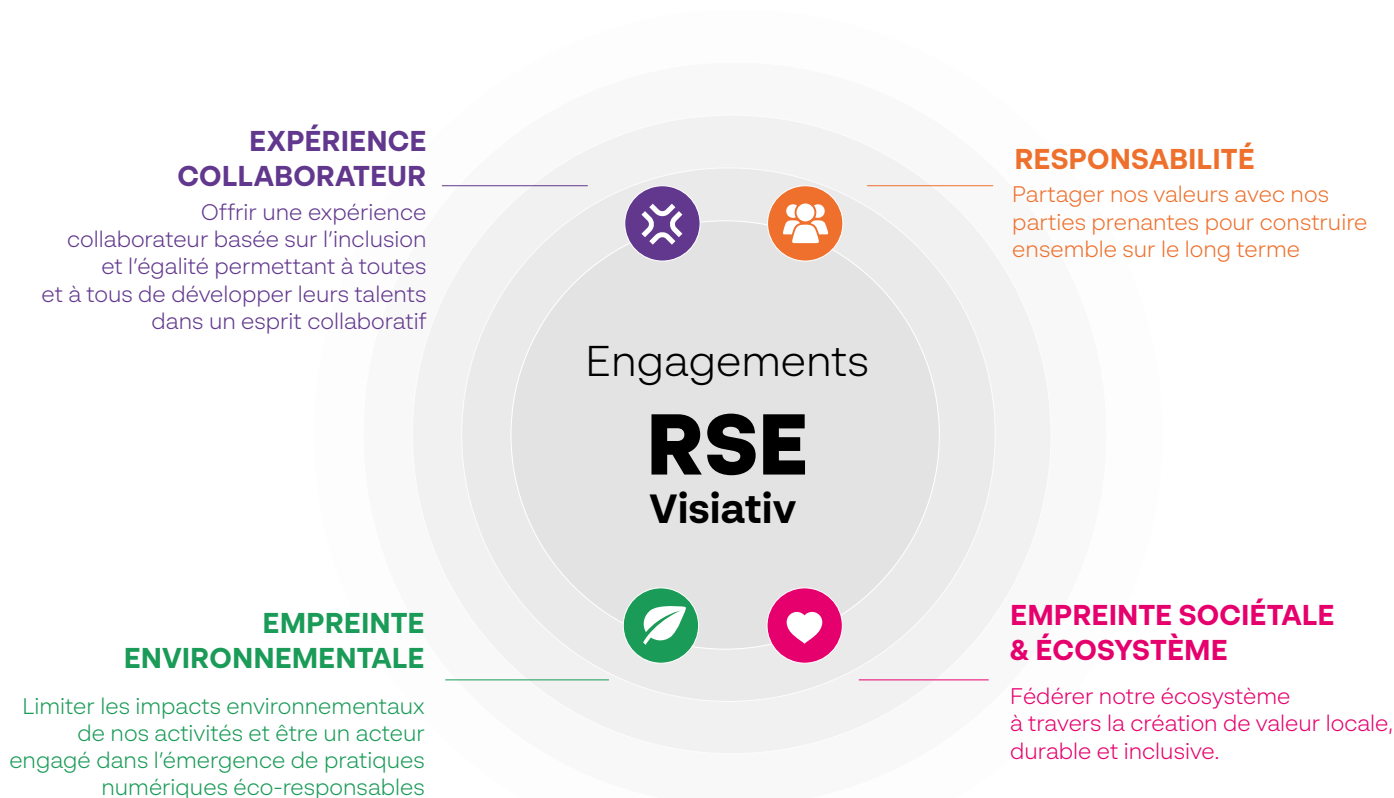 EXPÉRIENCE
COLLABORATEUR
Offrir une expérience
collaborateur basée sur l’inclusion
et l’égalité permettant à toutes
et à tous de développer leurs talents
dans un esprit collaboratif
RESPONSABILITÉ
Partager nos valeurs avec nos
parties prenantes pour construire
ensemble sur le long terme
Engagements
RSE
Visiativ
EMPREINTE
ENVIRONNEMENTALE
Limiter les impacts environnementaux
de nos activités et être un acteur
engagé dans l’émergence de pratiques
numériques éco-responsables
EMPREINTE SOCIÉTALE
& ÉCOSYSTÈME
Fédérer notre écosystème
à travers la création de valeur locale,
durable et inclusive.